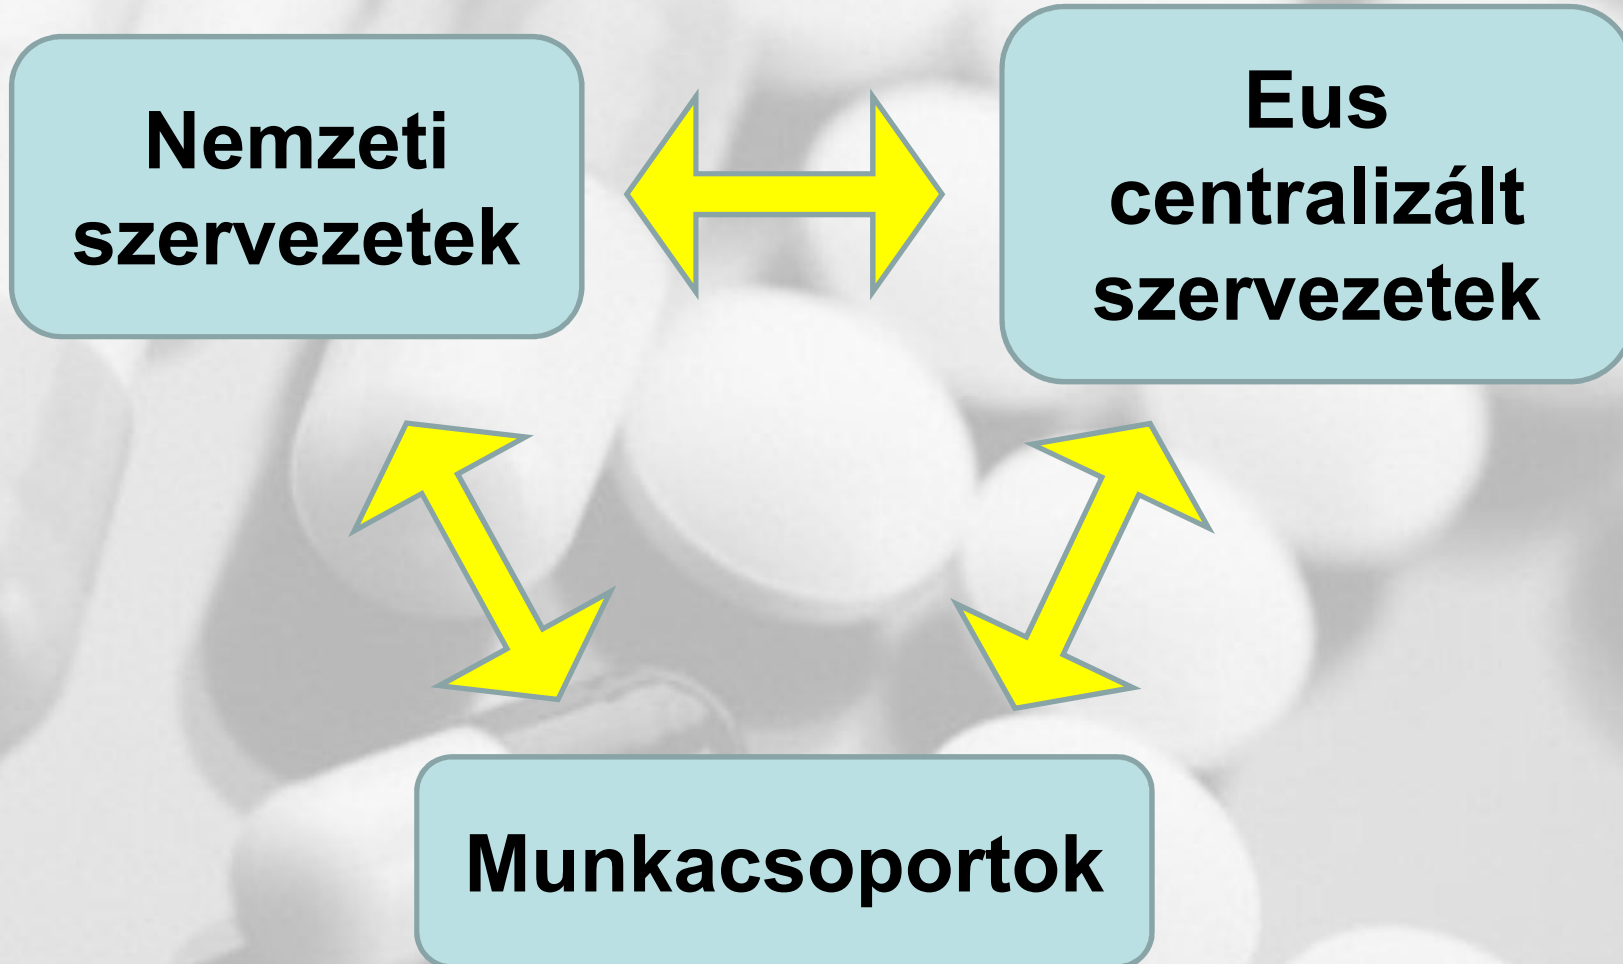 Nemzeti
szervezetek
Eus
centralizált
szervezetek
Munkacsoportok